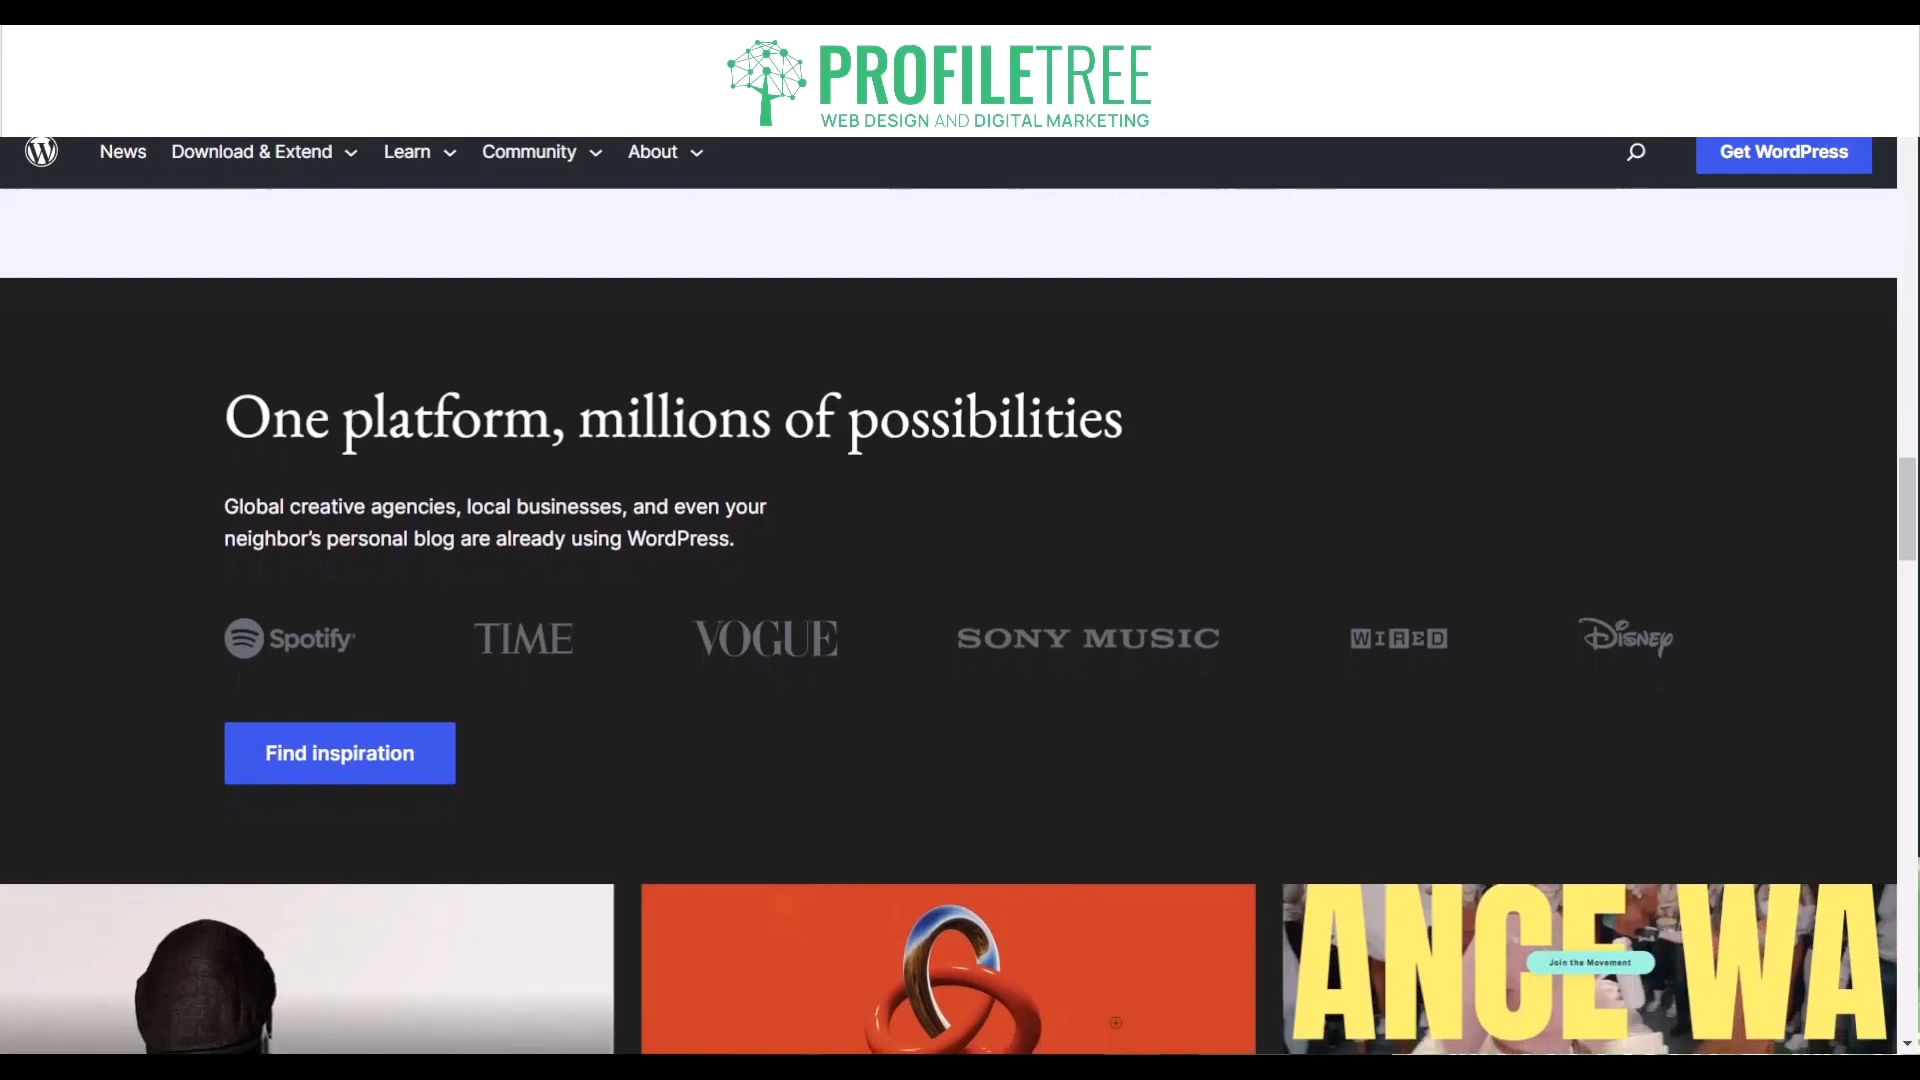 PROFILETREE
WEB DESIGN AND DIGITAL MARKETING
W News Download & Extend Learn Community About Get WordPress
One platform, millions of possibilities
Global creative agencies, local businesses, and even your
neighbor's personal blog are already using WordPress.
Spotify TIME VOGUE SONY MUSIC WIRED Disney
Find inspiration
ANCE WA
Join the Movement